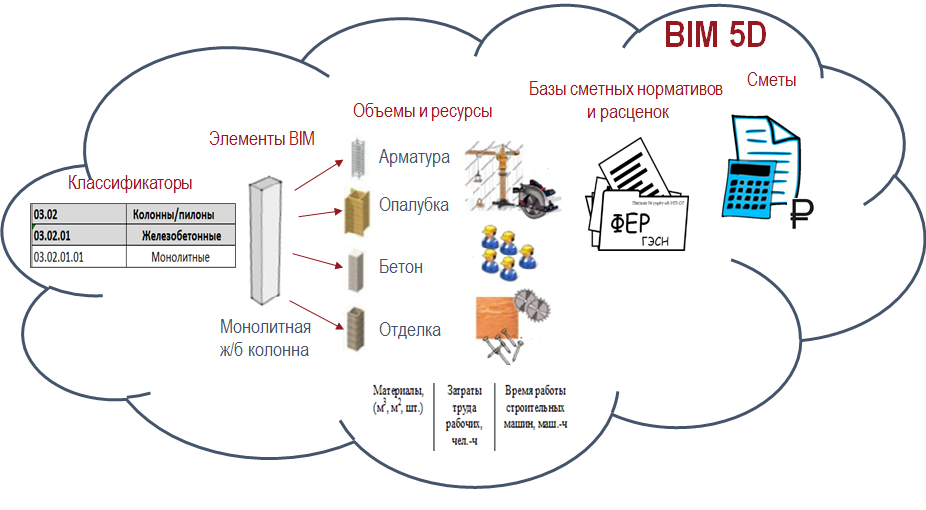 BIM 5D
Сметы
Базы сметных нормативов
и расценок
Объемы и ресурсы
Элементы BIM
Классификаторы
03.02 Колонны/пилоны
03.02.01 Железобетонные
03.02.01.01 Монолитные
Арматура
Опалубка
Бетон
Отделка
Монолитная
ж/б колонна
ФЕР
ГЭСН
₽
Материалы,
(м³, м², шт.)
Затраты
труда
рабочих,
чел.-ч
Время работы
строительных
машин, маш.-ч